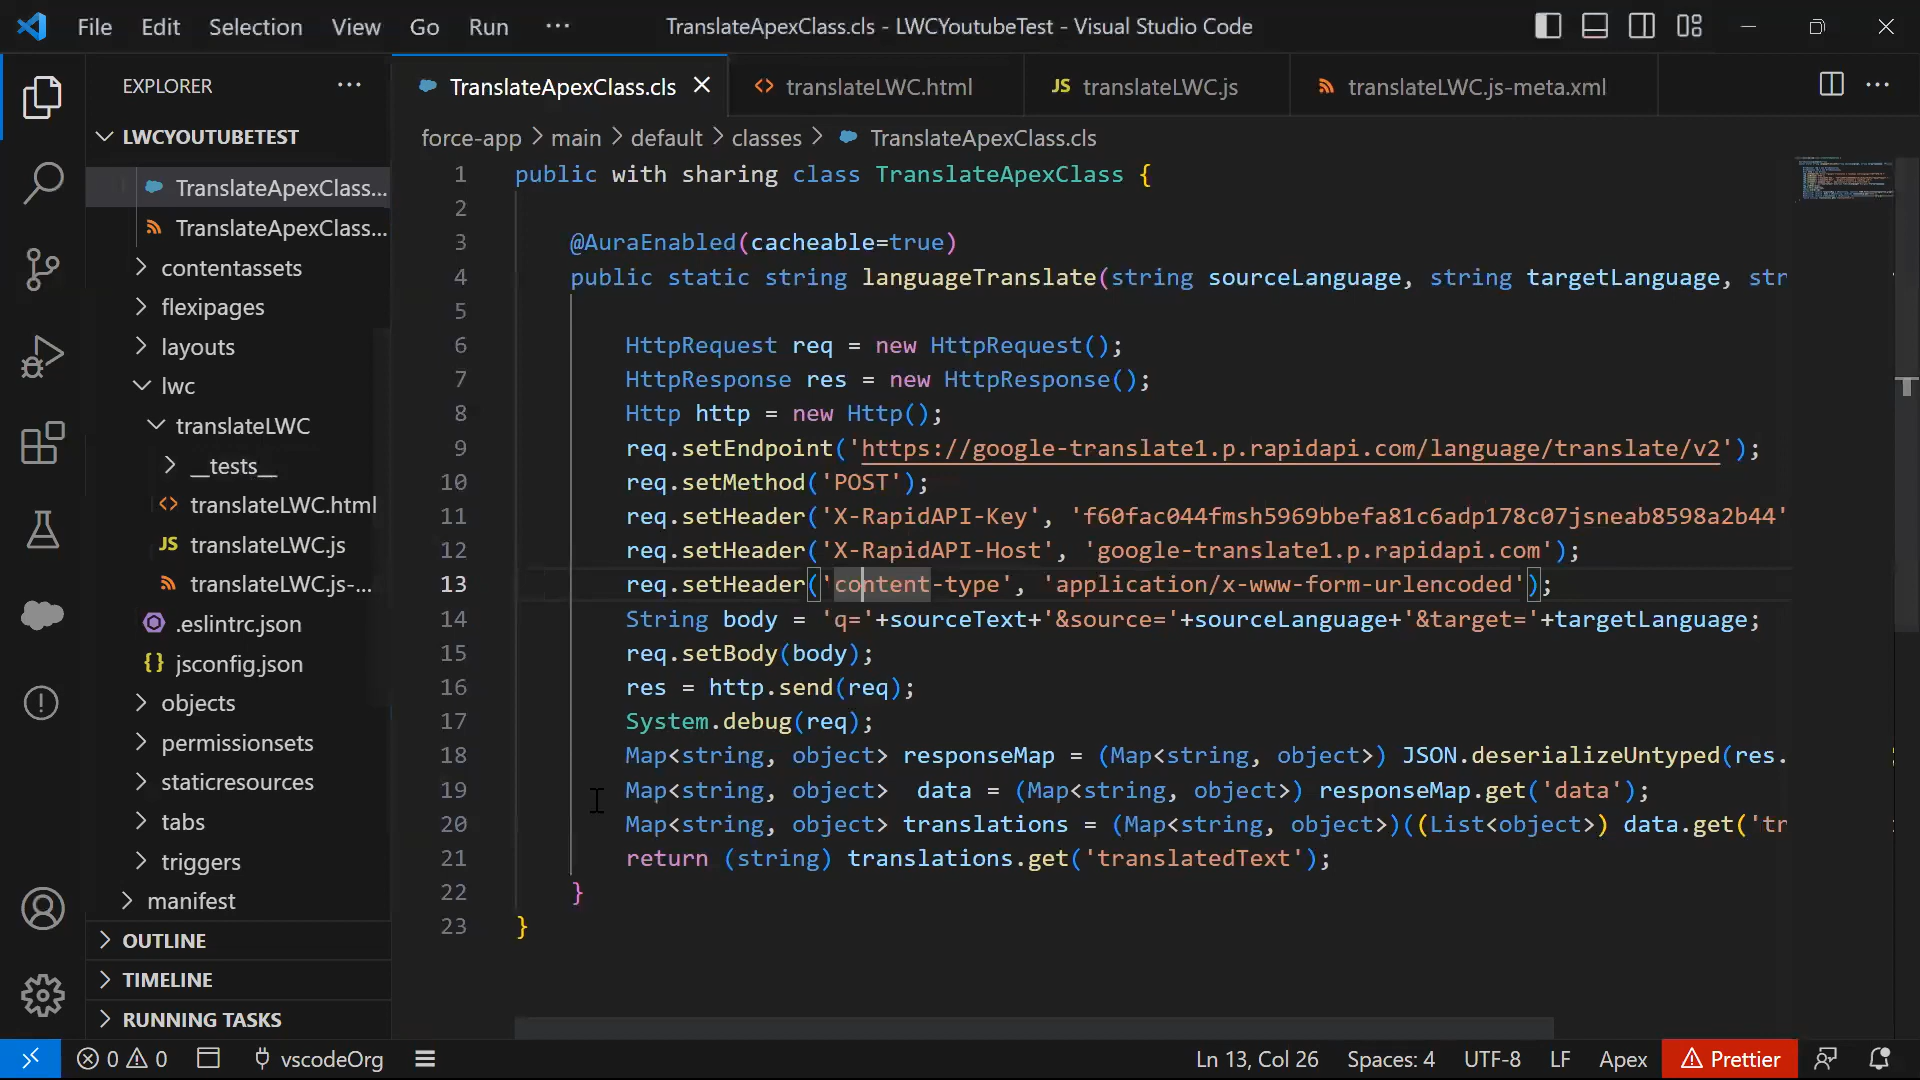 File Edit Selection View Go Run ··· TranslateApexClass.cls - LWCYoutubeTest - Visual Studio Code
EXPLORER ···
TranslateApexClass.cls translateLWC.html JS translateLWC.js translateLWC.js-meta.xml ···
LWCYOUTUBETEST
TranslateApexClass...
TranslateApexClass...
contentassets
flexipages
layouts
lwc
translateLWC
__tests__
translateLWC.html
JS translateLWC.js
translateLWC.js-...
.eslintrc.json
{} jsconfig.json
objects
permissionsets
staticresources
tabs
triggers
manifest
OUTLINE
TIMELINE
RUNNING TASKS
force-app > main > default > classes > TranslateApexClass.cls
1 public with sharing class TranslateApexClass {
2
3 @AuraEnabled(cacheable=true)
4 public static string languageTranslate(string sourceLanguage, string targetLanguage, str
5
6 HttpRequest req = new HttpRequest();
7 HttpResponse res = new HttpResponse();
8 Http http = new Http();
9 req.setEndpoint('https://google-translate1.p.rapidapi.com/language/translate/v2');
10 req.setMethod('POST');
11 req.setHeader('X-RapidAPI-Key', 'f60fac044fmsh5969bbefa81c6adp178c07jsneab8598a2b44'
12 req.setHeader('X-RapidAPI-Host', 'google-translate1.p.rapidapi.com');
13 req.setHeader('content-type', 'application/x-www-form-urlencoded');
14 String body = 'q='+sourceText+'&source='+sourceLanguage+'&target='+targetLanguage;
15 req.setBody(body);
16 res = http.send(req);
17 System.debug(req);
18 Map<string, object> responseMap = (Map<string, object>) JSON.deserializeUntyped(res.
19 Map<string, object> data = (Map<string, object>) responseMap.get('data');
20 Map<string, object> translations = (Map<string, object>)((List<object>) data.get('tr
21 return (string) translations.get('translatedText');
22 }
23 }
0 0 vscodeOrg Ln 13, Col 26 Spaces: 4 UTF-8 LF Apex Prettier